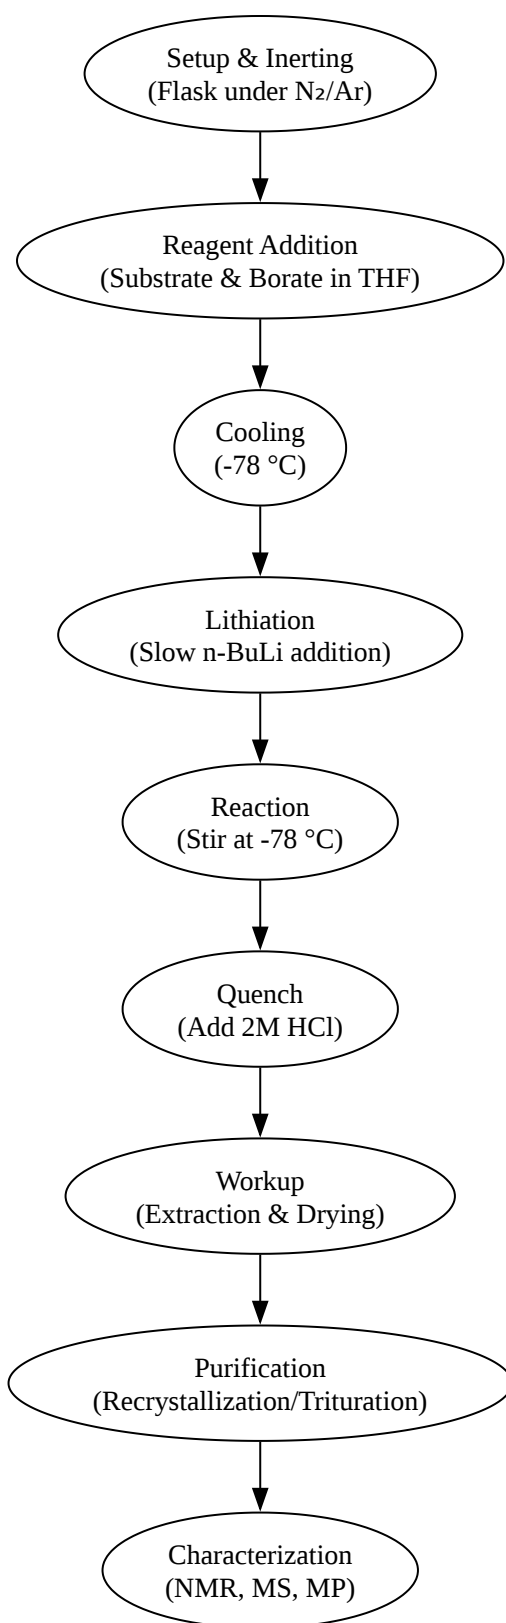 Setup & Inerting
(Flask under N₂/Ar)
Reagent Addition
(Substrate & Borate in THF)
Cooling
(-78 °C)
Lithiation
(Slow n-BuLi addition)
Reaction
(Stir at -78 °C)
Quench
(Add 2M HCl)
Workup
(Extraction & Drying)
Purification
(Recrystallization/Trituration)
Characterization
(NMR, MS, MP)